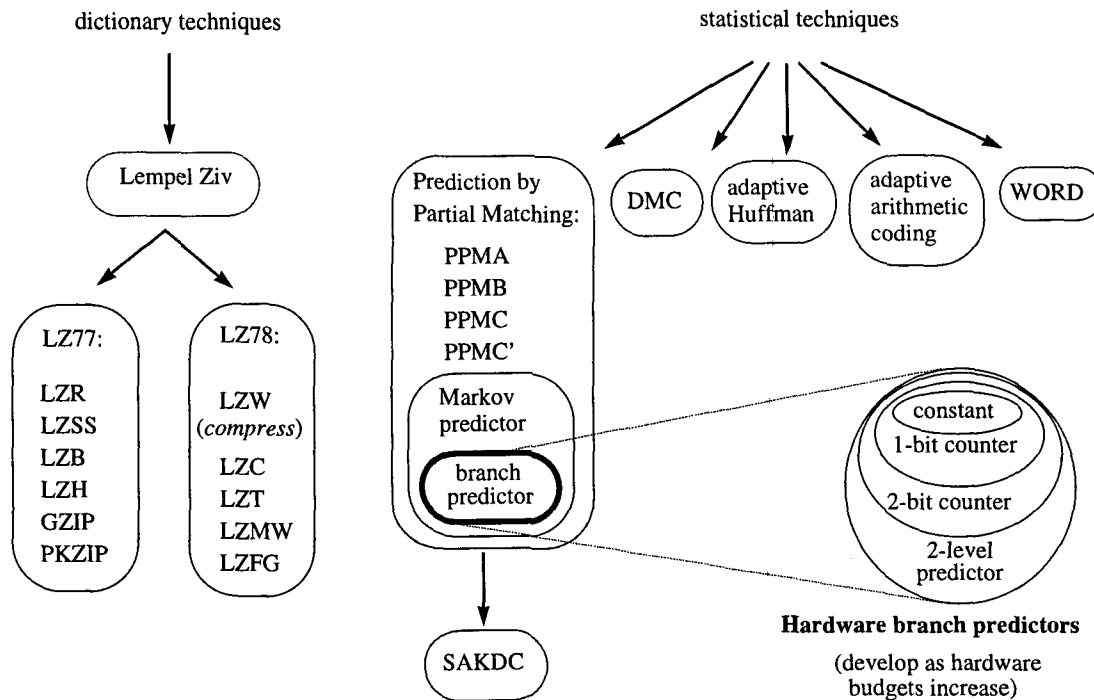 dictionary techniques
Lempel Ziv
LZ77:
LZR
LZSS
LZB
LZH
GZIP
PKZIP
LZ78:
LZW
(compress)
LZC
LZT
LZMW
LZFG
statistical techniques
Prediction by
Partial Matching:
PPMA
PPMB
PPMC
PPMC'
Markov
predictor
branch
predictor
SAKDC
DMC
adaptive
Huffman
adaptive
arithmetic
coding
WORD
constant
1-bit counter
2-bit counter
2-level
predictor
Hardware branch predictors
(develop as hardware
budgets increase)